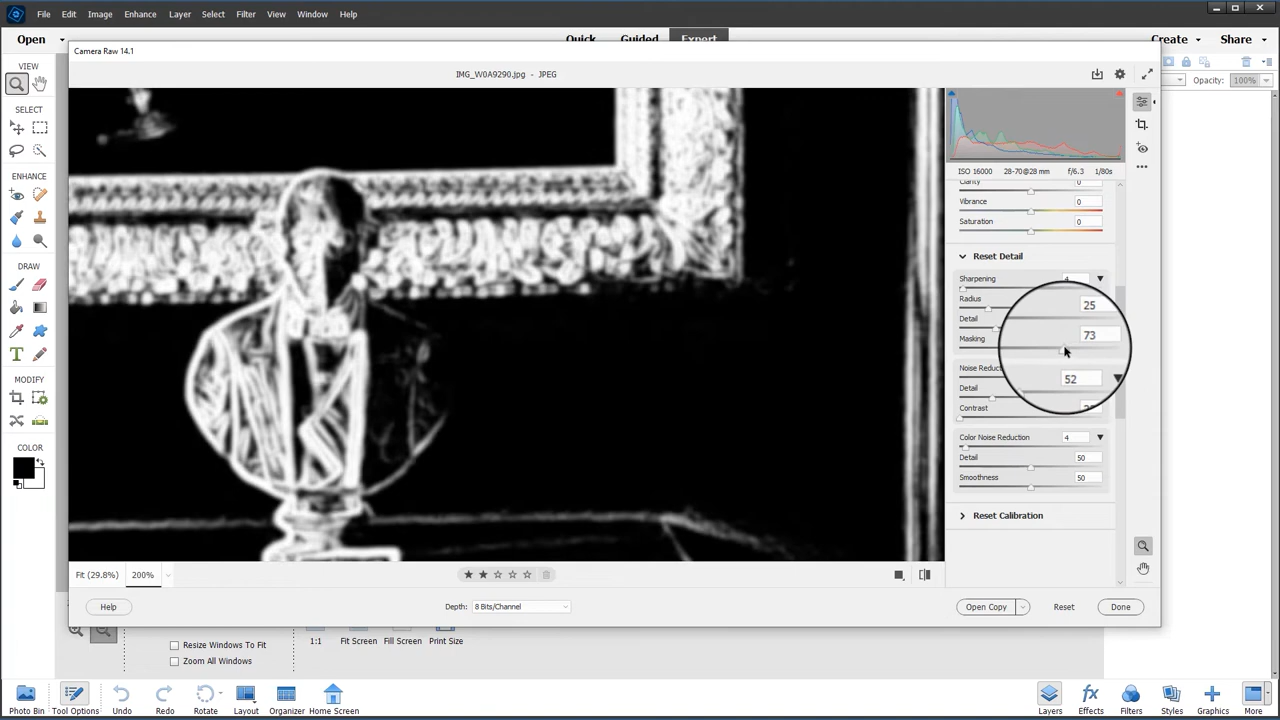 File Edit Image Enhance Layer Select Filter View Window Help
Open Quick Guided Expert Create Share
Camera Raw 14.1
IMG_W0A9290.jpg - JPEG
Opacity: 100%
VIEW
SELECT
ENHANCE
DRAW
MODIFY
COLOR
ISO 16000 28-70@28 mm f/6.3 1/80s
Clarity 0
Vibrance 0
Saturation 0
Reset Detail
Sharpening
Radius 25
Detail
Masking 73
52
Detail
Contrast
Color Noise Reduction 4
Detail 50
Smoothness 50
Reset Calibration
Fit (29.8%) 200%
Help Depth: 8 Bits/Channel Open Copy Reset Done
1:1 Fit Screen Fill Screen Print Size
Resize Windows To Fit
Zoom All Windows
Photo Bin Tool Options Undo Redo Rotate Layout Organizer Home Screen Layers Effects Filters Styles Graphics More